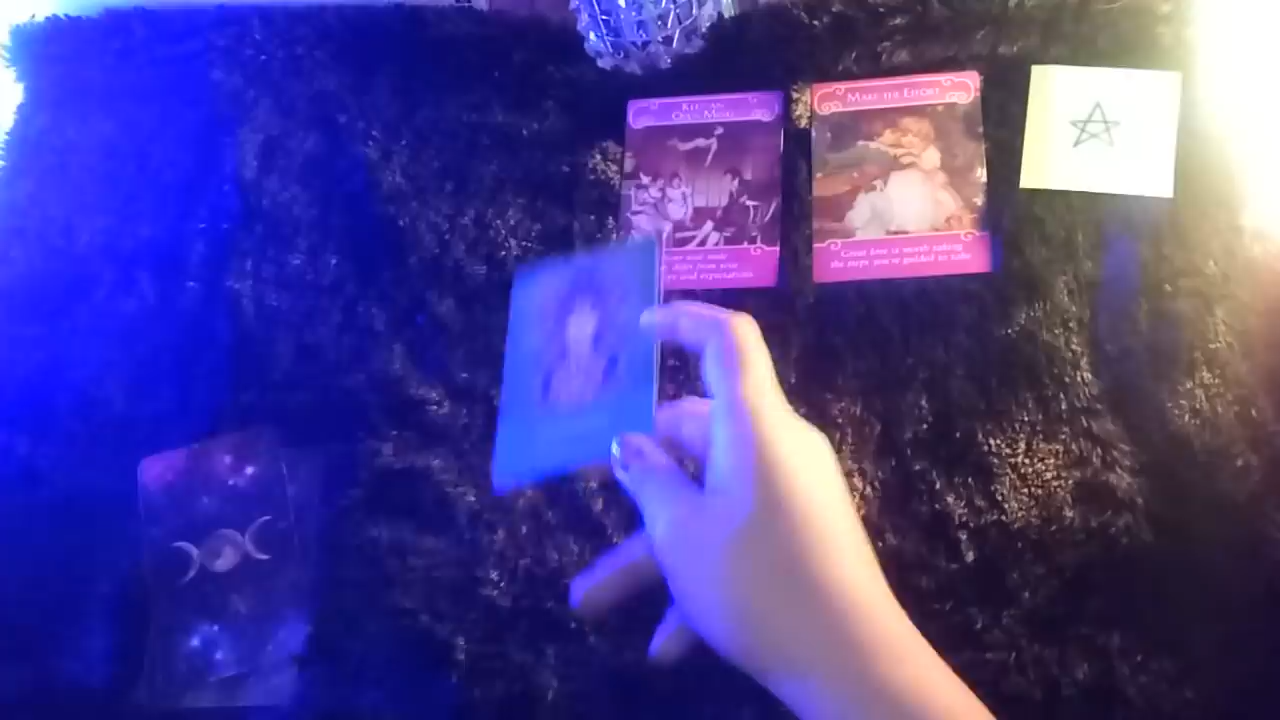 KEEP AN
OPEN MIND
Your soul mate
differ from your
and expectations
MAKE THE EFFORT
Great love is worth taking
the steps you're guided to take